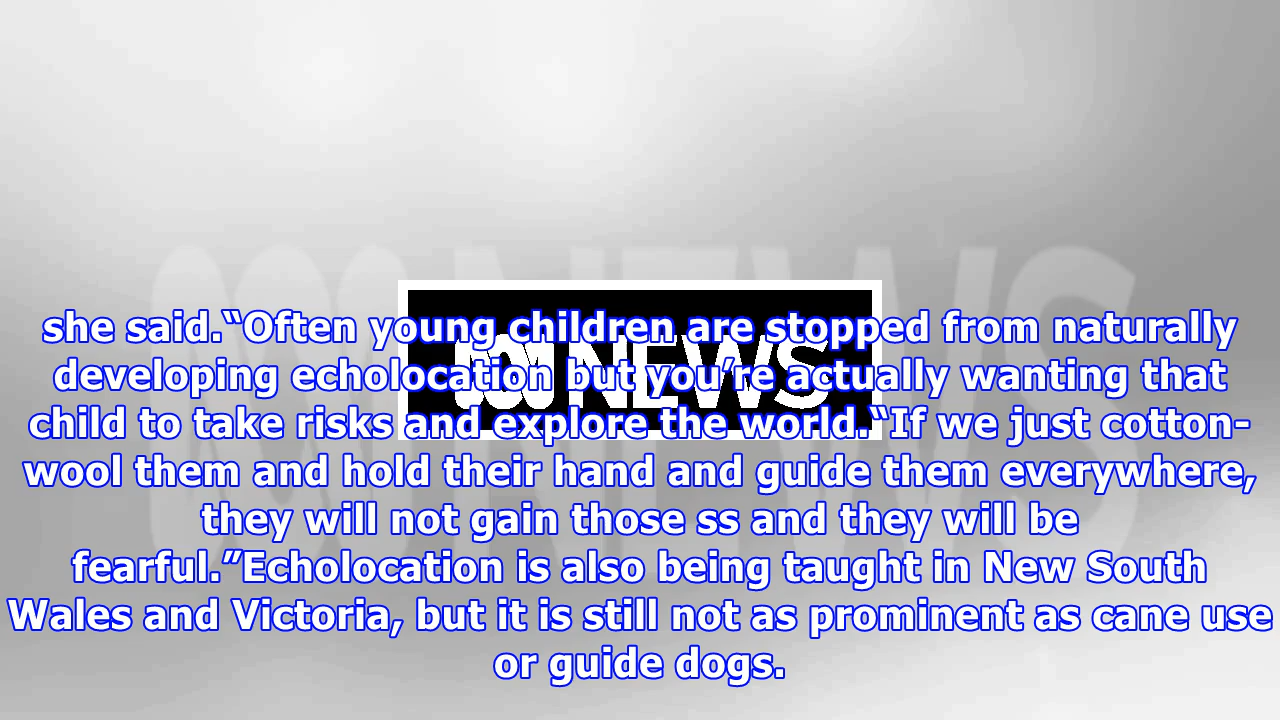 she said.“Often young children are stopped from naturally
developing echolocation but you’re actually wanting that
child to take risks and explore the world.“If we just cotton-
wool them and hold their hand and guide them everywhere,
they will not gain those ss and they will be
fearful.”Echolocation is also being taught in New South
Wales and Victoria, but it is still not as prominent as cane use
or guide dogs.
NEWS
NEWS